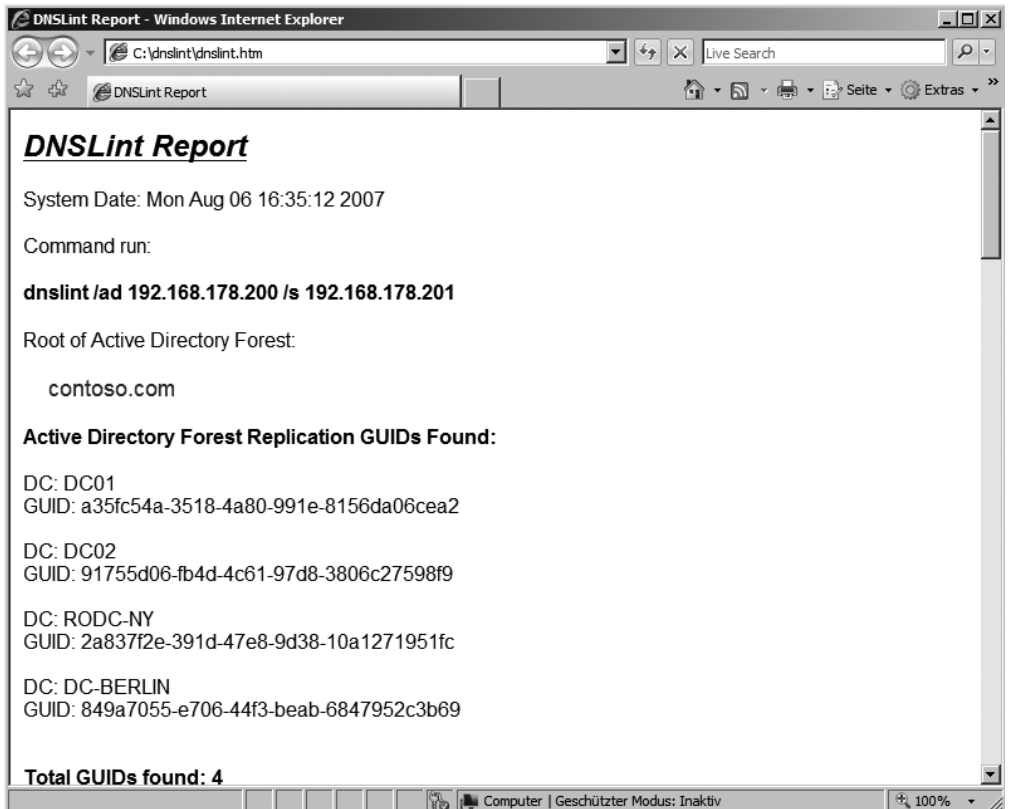 DNSLint Report - Windows Internet Explorer
C:\dnslint\dnslint.htm
Live Search
DNSLint Report
Seite
Extras
DNSLint Report
System Date: Mon Aug 06 16:35:12 2007
Command run:
dnslint /ad 192.168.178.200 /s 192.168.178.201
Root of Active Directory Forest:
contoso.com
Active Directory Forest Replication GUIDs Found:
DC: DC01
GUID: a35fc54a-3518-4a80-991e-8156da06cea2
DC: DC02
GUID: 91755d06-fb4d-4c61-97d8-3806c27598f9
DC: RODC-NY
GUID: 2a837f2e-391d-47e8-9d38-10a1271951fc
DC: DC-BERLIN
GUID: 849a7055-e706-44f3-beab-6847952c3b69
Total GUIDs found: 4
Computer | Geschützter Modus: Inaktiv
100%